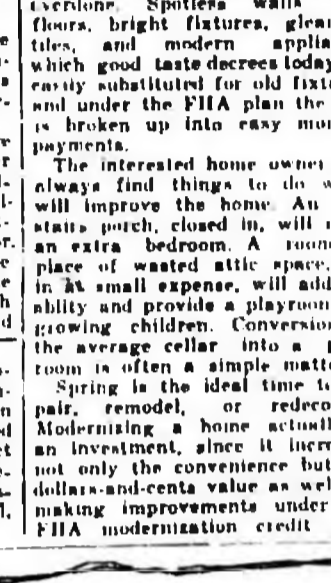 everyone. Spotless walls
floors, bright fixtures, glea
tiles, and modern applia
which good taste decrees today
easily substituted for old fixtu
and under the FHA plan the
is broken up into easy mon
payments.
The interested home owner
always find things to do w
will improve the home. An
stairs porch, closed in, will
an extra bedroom. A room
place of wasted attic space,
in at small expense, will add
ability and provide a playroom
growing children. Conversion
the average cellar into a
room is often a simple matte
Spring is the ideal time to
pair, remodel, or redeco
Modernizing a home actuall
an investment, since it incre
not only the convenience but
dollars-and-cents value as wel
making improvements under
FHA modernization credit